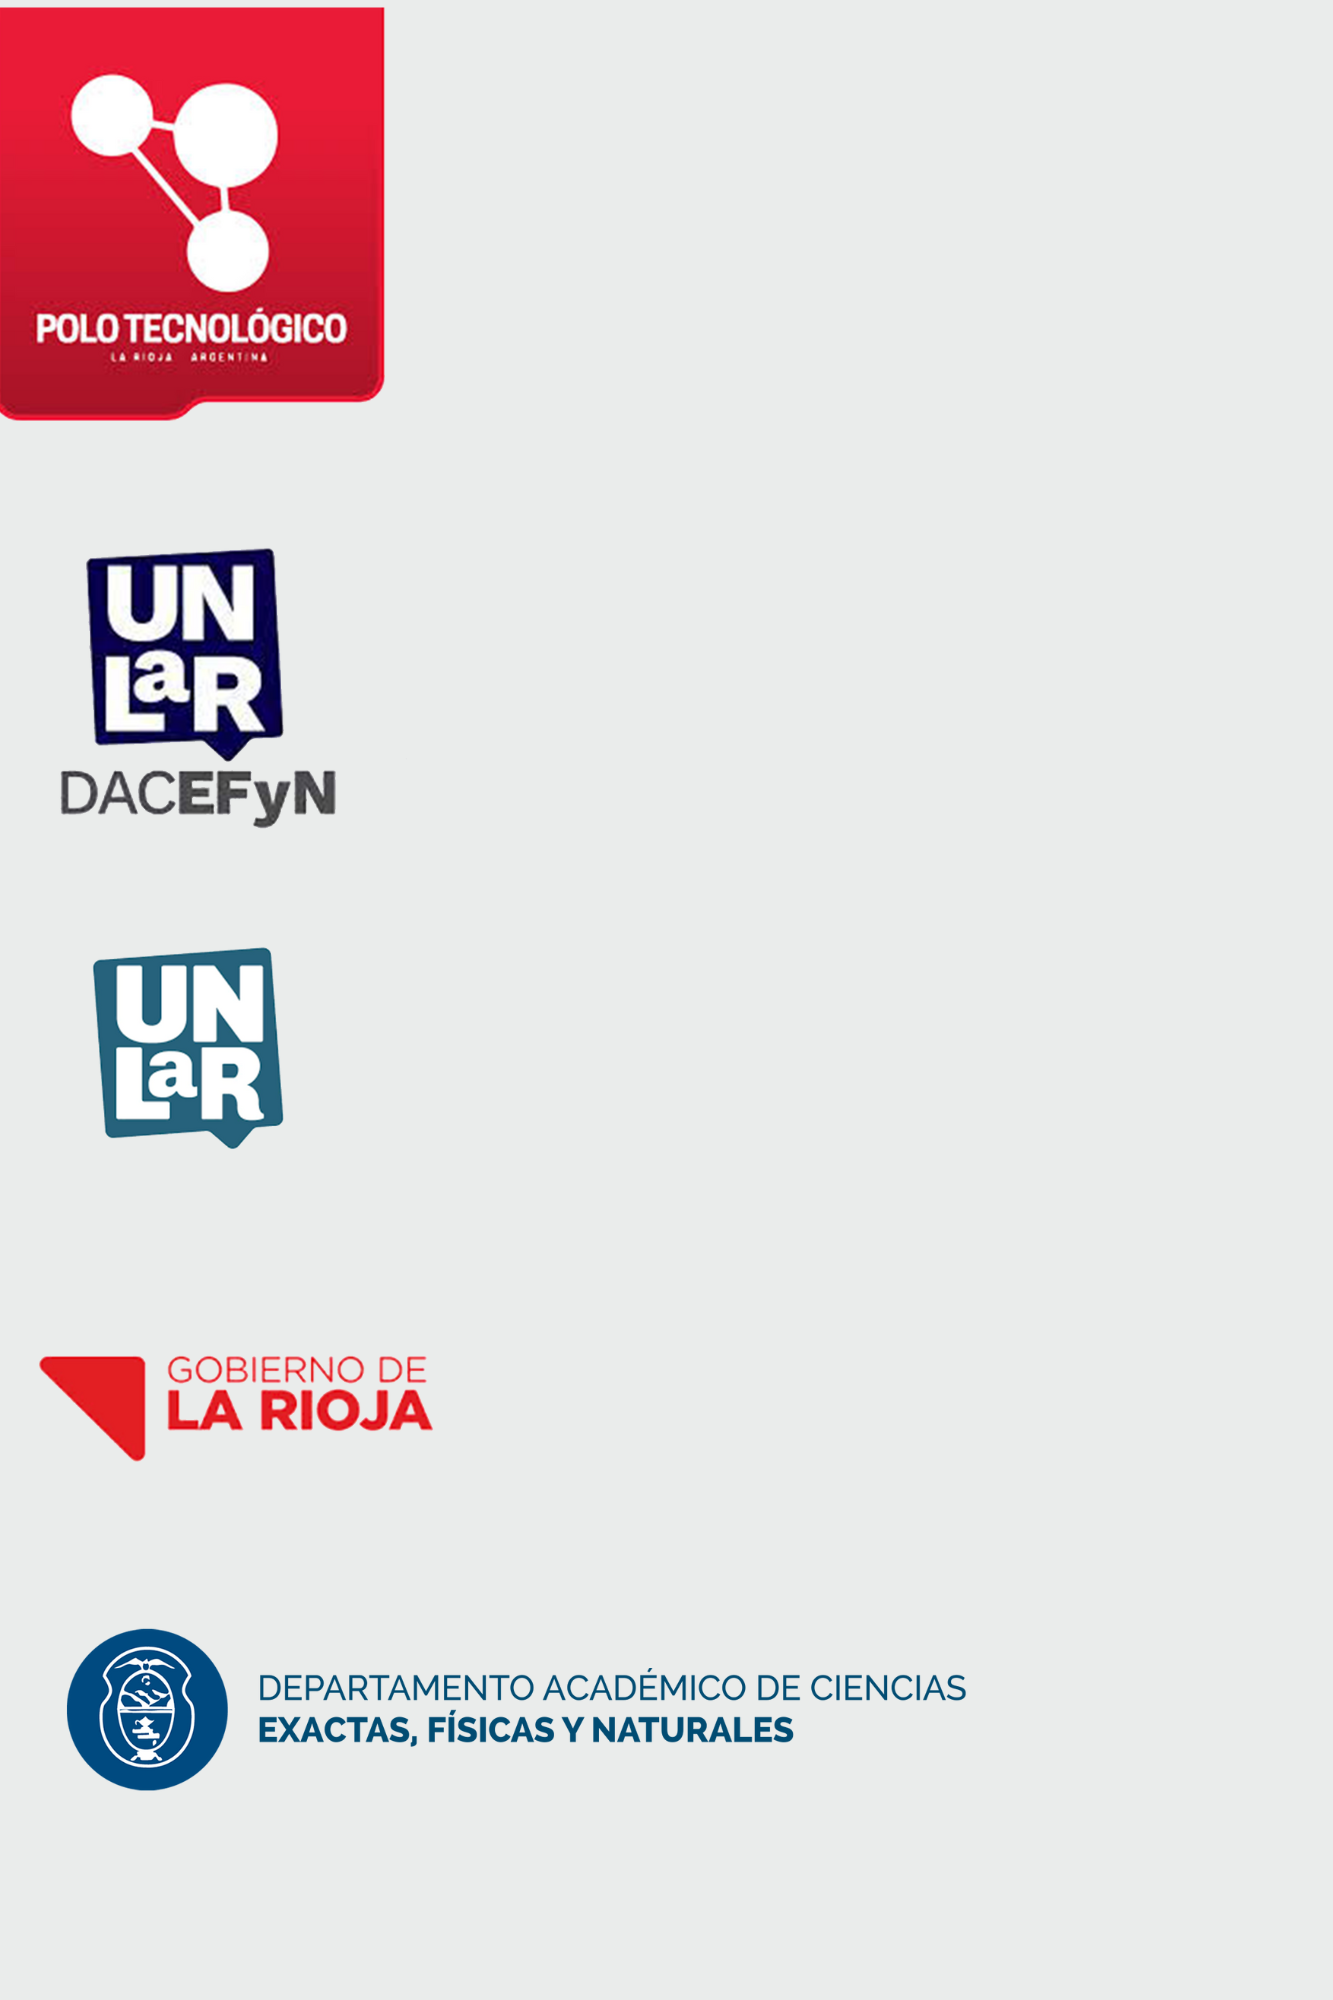 POLO TECNOLÓGICO
LA RIOJA ARGENTINA
UN
LaR
DACEFyN
UN
LaR
GOBIERNO DE
LA RIOJA
DEPARTAMENTO ACADÉMICO DE CIENCIAS
EXACTAS, FÍSICAS Y NATURALES